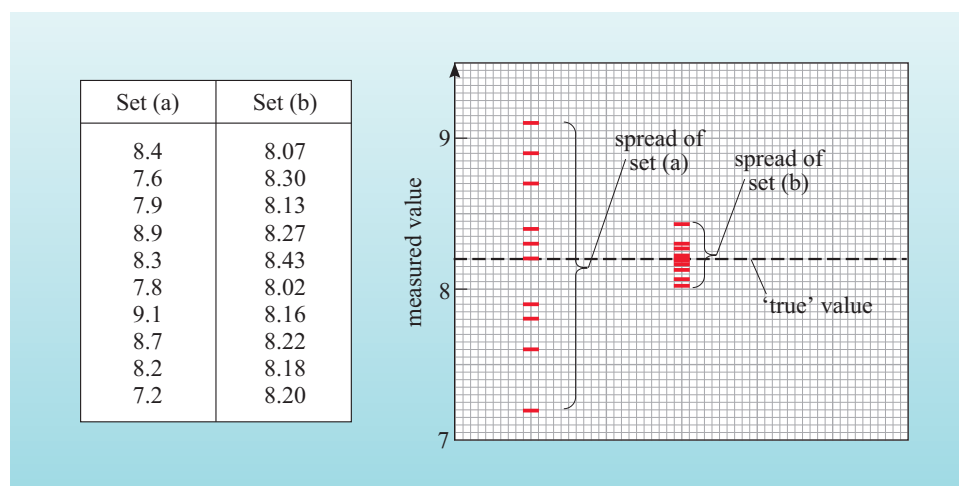 Set (a) Set (b)
8.4 8.07
7.6 8.30
7.9 8.13
8.9 8.27
8.3 8.43
7.8 8.02
9.1 8.16
8.7 8.22
8.2 8.18
7.2 8.20
measured value
9
8
7
spread of
set (a)
spread of
set (b)
‘true’ value